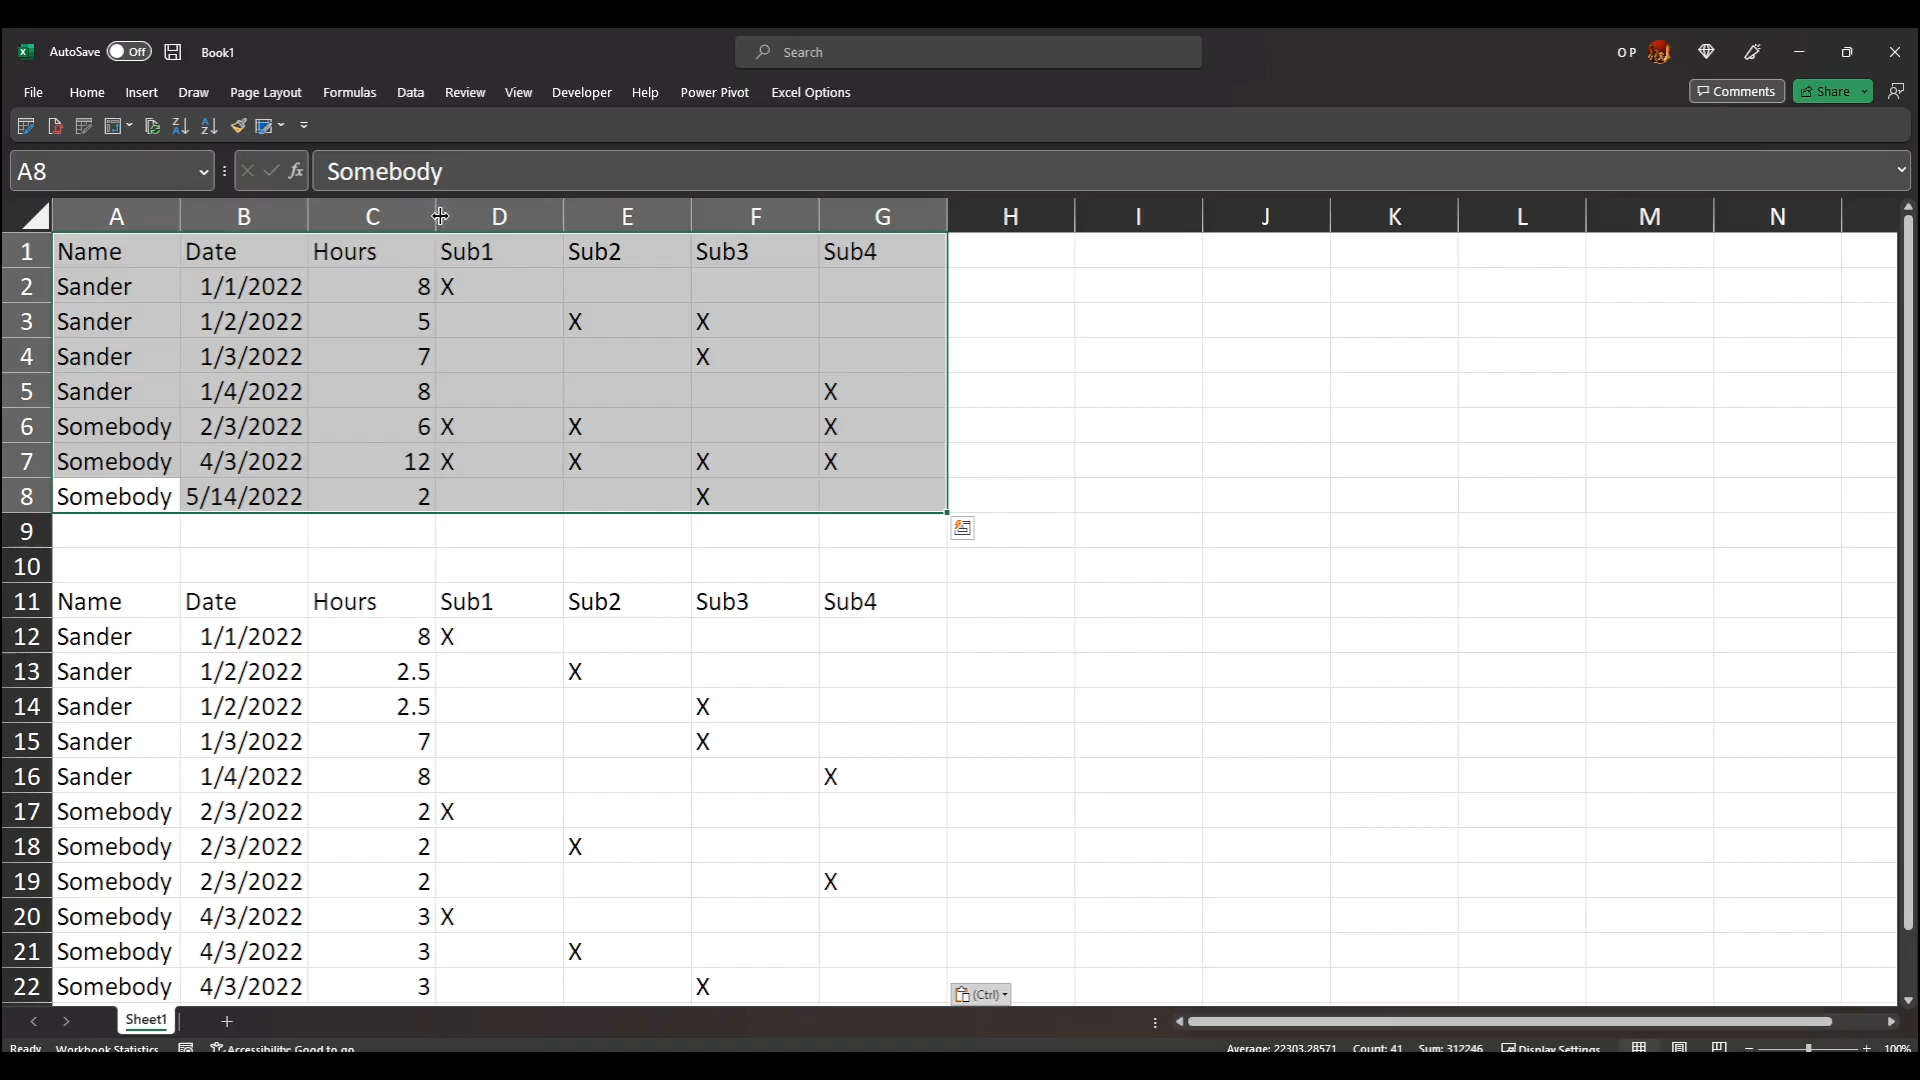 AutoSave Off Book1 Search O P
File Home Insert Draw Page Layout Formulas Data Review View Developer Help Power Pivot Excel Options Comments Share
A8 fx Somebody
A B C D E F G H I J K L M N
1 Name Date Hours Sub1 Sub2 Sub3 Sub4
2 Sander 1/1/2022 8 X
3 Sander 1/2/2022 5 X X
4 Sander 1/3/2022 7 X
5 Sander 1/4/2022 8 X
6 Somebody 2/3/2022 6 X X X
7 Somebody 4/3/2022 12 X X X X
8 Somebody 5/14/2022 2 X
9
10
11 Name Date Hours Sub1 Sub2 Sub3 Sub4
12 Sander 1/1/2022 8 X
13 Sander 1/2/2022 2.5 X
14 Sander 1/2/2022 2.5 X
15 Sander 1/3/2022 7 X
16 Sander 1/4/2022 8 X
17 Somebody 2/3/2022 2 X
18 Somebody 2/3/2022 2 X
19 Somebody 2/3/2022 2 X
20 Somebody 4/3/2022 3 X
21 Somebody 4/3/2022 3 X
22 Somebody 4/3/2022 3 X
(Ctrl)
Sheet1
Ready Workbook Statistics Accessibility: Good to go Average: 22303.28571 Count: 41 Sum: 312246 Display Settings 100%